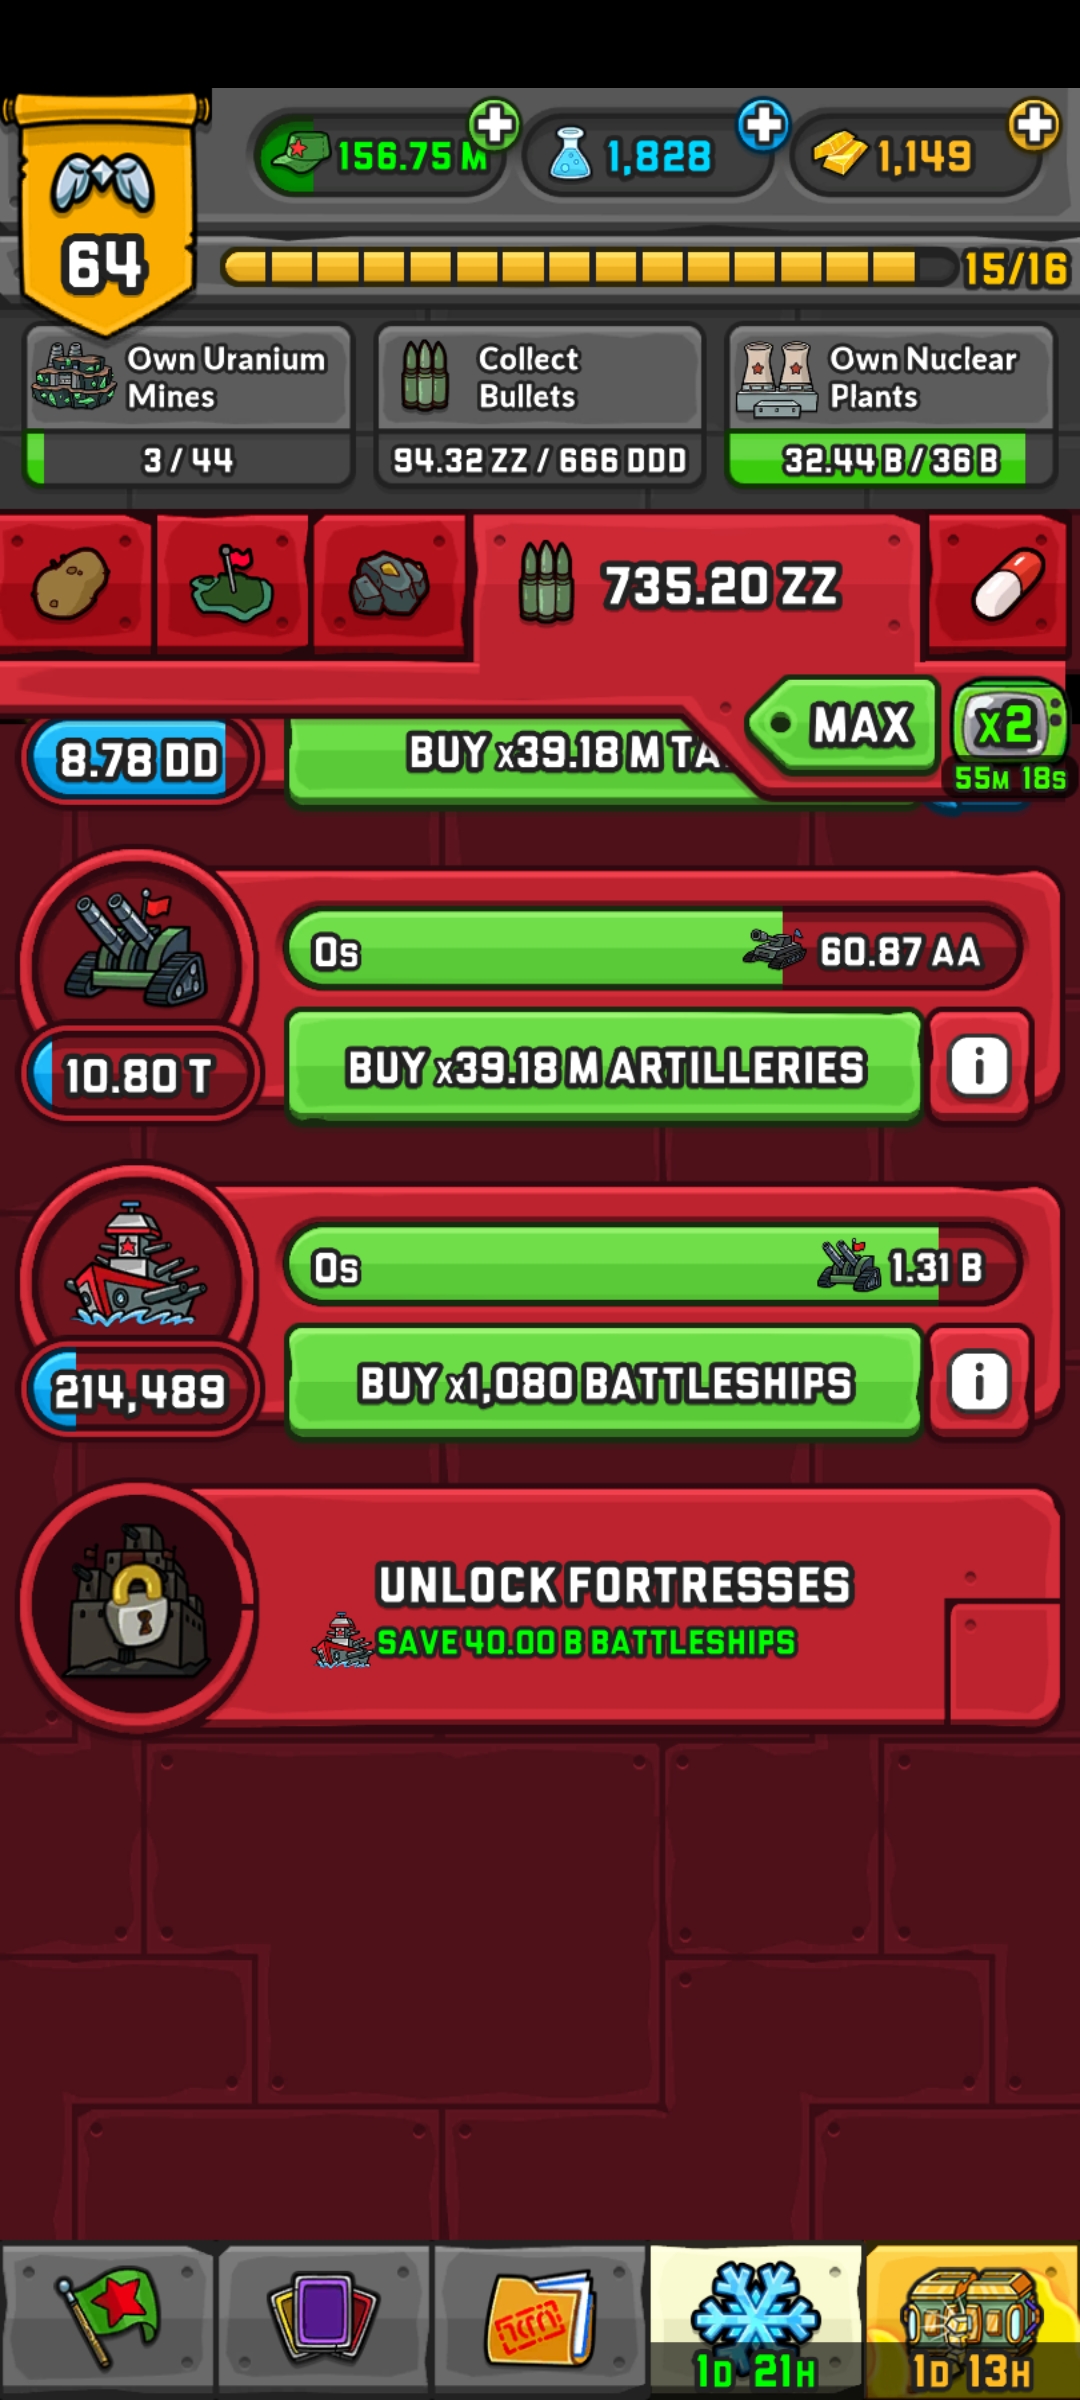 156.75 M
1,828
1,149
64
15/16
Own Uranium
Mines
3 / 44
Collect
Bullets
94.32 ZZ / 666 DDD
Own Nuclear
Plants
32.44 B / 36 B
735.20 ZZ
MAX
X2
55M 18S
8.78 DD
BUY x39.18 M TA
0s
60.87 AA
10.80 T
BUY x39.18 M ARTILLERIES
i
0s
1.31 B
214,489
BUY x1,080 BATTLESHIPS
i
UNLOCK FORTRESSES
SAVE 40.00 B BATTLESHIPS
1D 21H
1D 13H